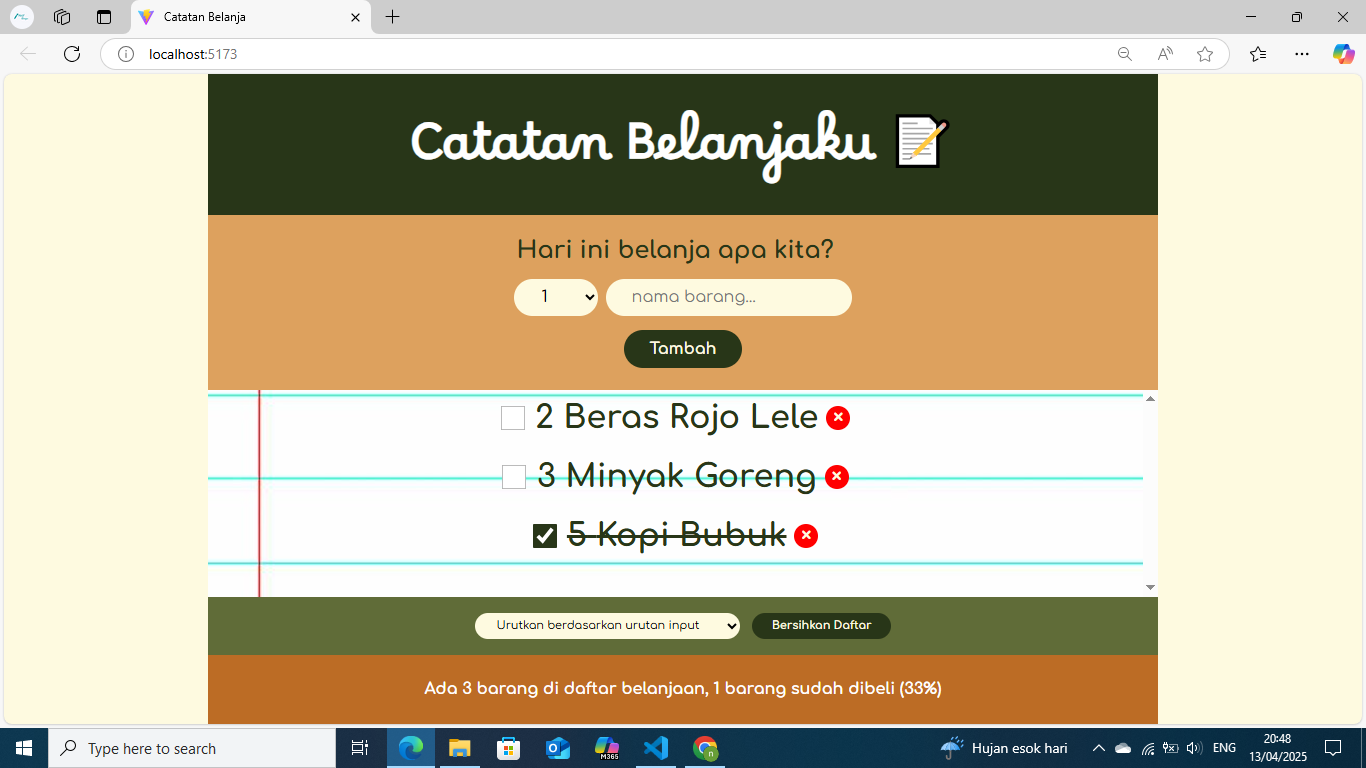 Catatan Belanja
localhost:5173
Catatan Belanjaku
Hari ini belanja apa kita?
1 nama barang...
Tambah
2 Beras Rojo Lele
3 Minyak Goreng
5 Kopi Bubuk
Urutkan berdasarkan urutan input Bersihkan Daftar
Ada 3 barang di daftar belanjaan, 1 barang sudah dibeli (33%)
Type here to search M365 Hujan esok hari ENG 20:48
13/04/2025